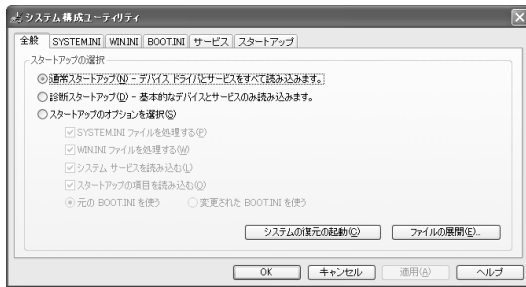 システム構成ユーティリティ
全般 SYSTEM.INI WIN.INI BOOT.INI サービス スタートアップ
スタートアップの選択
通常スタートアップ(N) - デバイス ドライバとサービスをすべて読み込みます。
診断スタートアップ(D) - 基本的なデバイスとサービスのみ読み込みます。
スタートアップのオプションを選択(S)
SYSTEM.INI ファイルを処理する(P)
WIN.INI ファイルを処理する(W)
システム サービスを読み込む(L)
スタートアップの項目を読み込む(O)
元の BOOT.INI を使う 変更された BOOT.INI を使う
システムの復元の起動(C) ファイルの展開(E)...
OK キャンセル 適用(A) ヘルプ